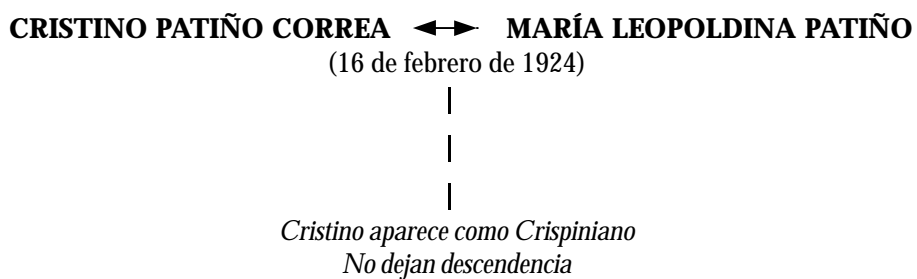 CRISTINO PATIÑO CORREA MARÍA LEOPOLDINA PATIÑO
(16 de febrero de 1924)
Cristino aparece como Crispiniano
No dejan descendencia